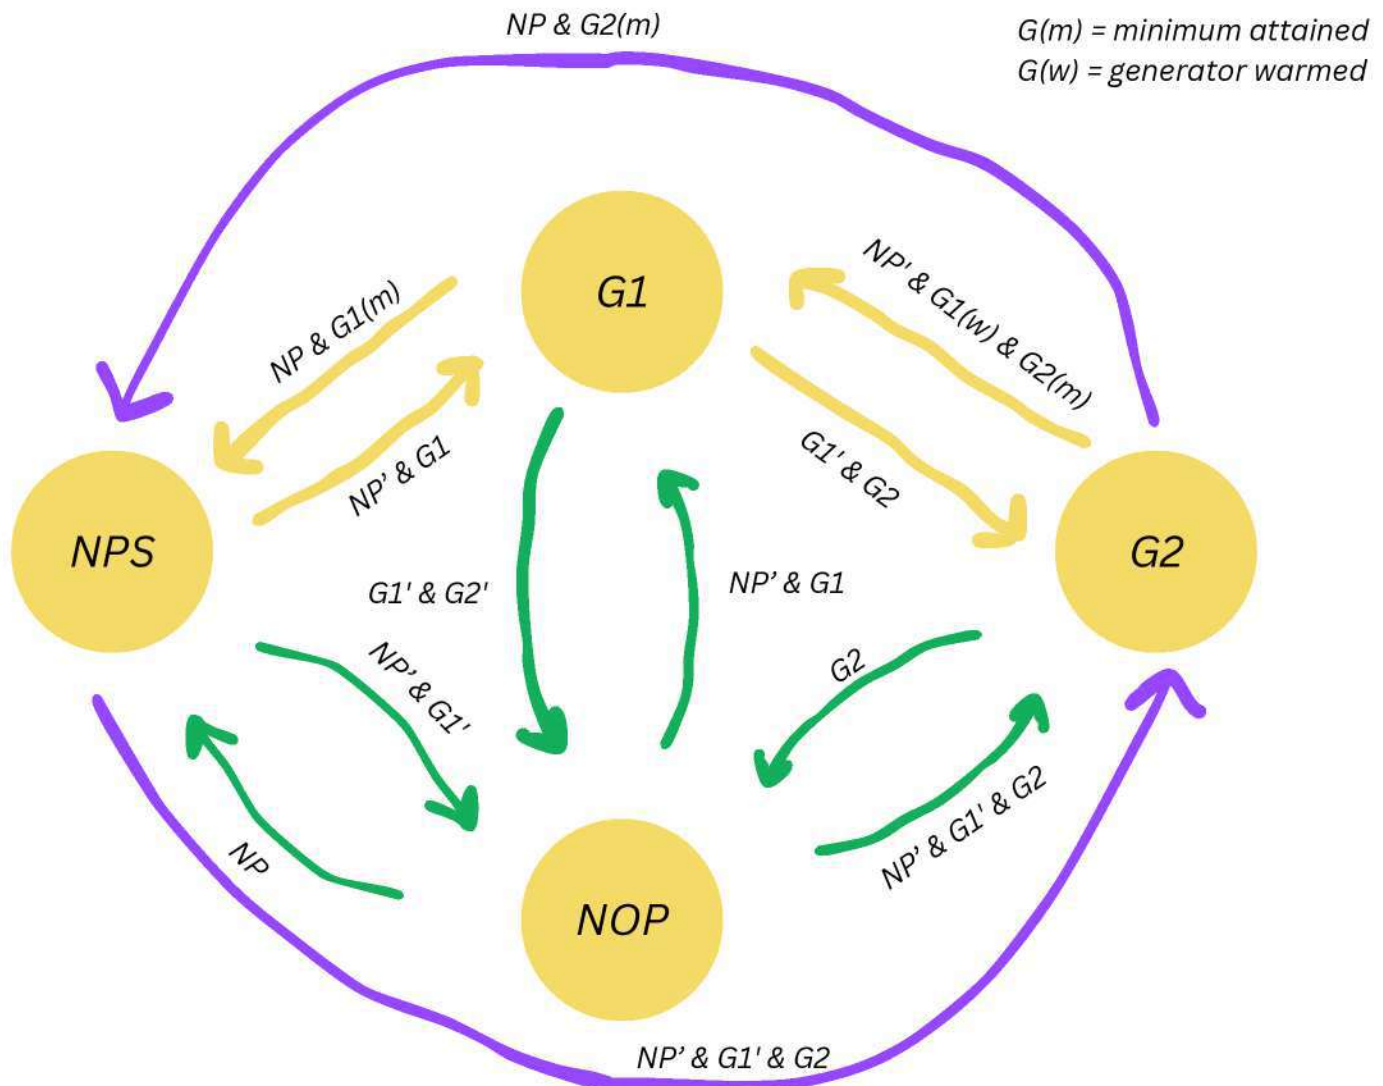 NP & G2(m)
G(m) = minimum attained
G(w) = generator warmed
G1
NP & G1(m)
NP' & G1(w) & G2(m)
NP’ & G1
G1' & G2
NPS
G2
G1' & G2'
NP’ & G1
NP’ & G1'
G2
NP
NP’ & G1' & G2
NOP
NP’ & G1' & G2